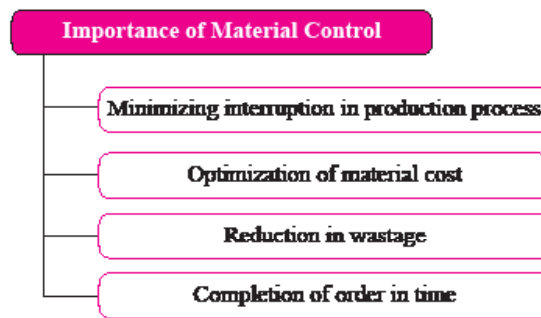 Importance of Material Control
Minimizing interruption in production process
Optimization of material cost
Reduction in wastage
Completion of order in time